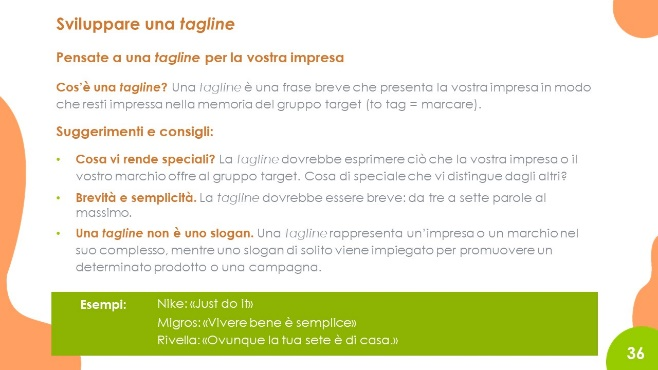 Sviluppare una tagline
Pensate a una tagline per la vostra impresa
Cos'è una tagline? Una tagline è una frase breve che presenta la vostra impresa in modo
che resti impressa nella memoria del gruppo target (to tag = marcare).
Suggerimenti e consigli:
• Cosa vi rende speciali? La tagline dovrebbe esprimere ciò che la vostra impresa o il
vostro marchio offre al gruppo target. Cosa di speciale che vi distingue dagli altri?
• Brevità e semplicità. La tagline dovrebbe essere breve: da tre a sette parole al
massimo.
• Una tagline non è uno slogan. Una tagline rappresenta un'impresa o un marchio nel
suo complesso, mentre uno slogan di solito viene impiegato per promuovere un
determinato prodotto o una campagna.
Esempi: Nike: «Just do it»
Migros: «Vivere bene è semplice»
Rivella: «Ovunque la tua sete è di casa.»
36